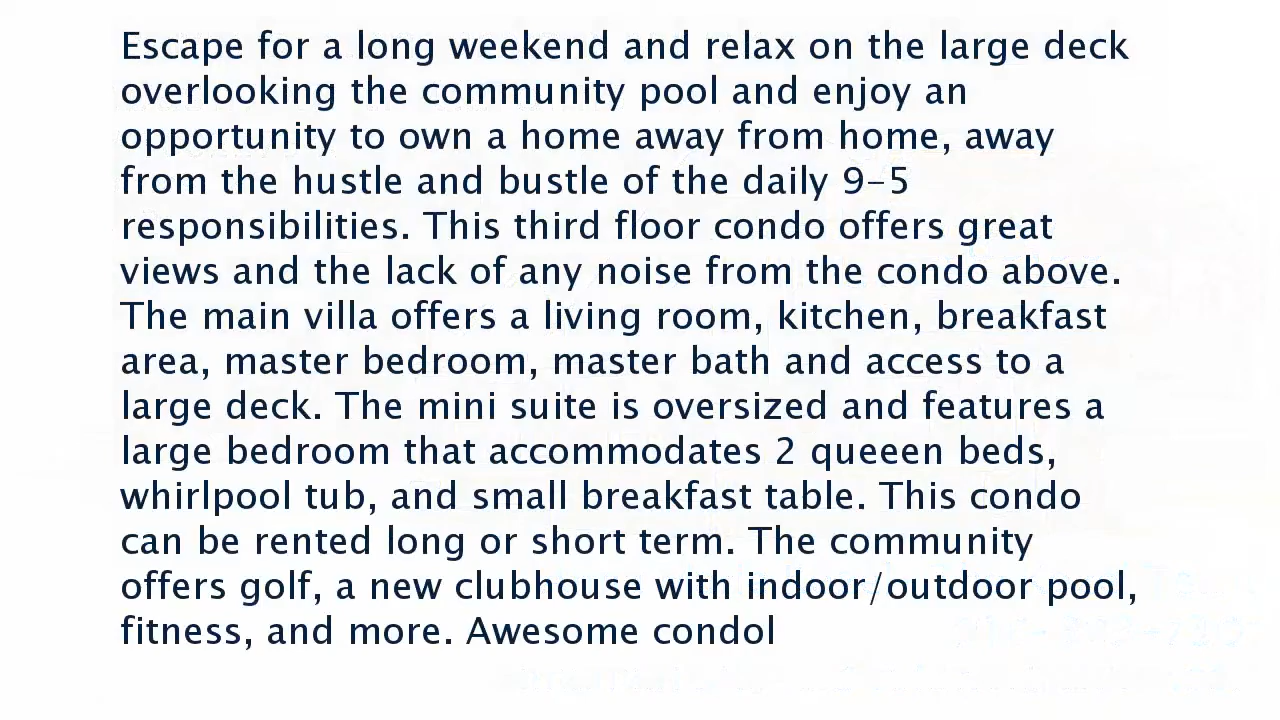 Escape for a long weekend and relax on the large deck
overlooking the community pool and enjoy an
opportunity to own a home away from home, away
from the hustle and bustle of the daily 9-5
responsibilities. This third floor condo offers great
views and the lack of any noise from the condo above.
The main villa offers a living room, kitchen, breakfast
area, master bedroom, master bath and access to a
large deck. The mini suite is oversized and features a
large bedroom that accommodates 2 queeen beds,
whirlpool tub, and small breakfast table. This condo
can be rented long or short term. The community
offers golf, a new clubhouse with indoor/outdoor pool,
fitness, and more. Awesome condol